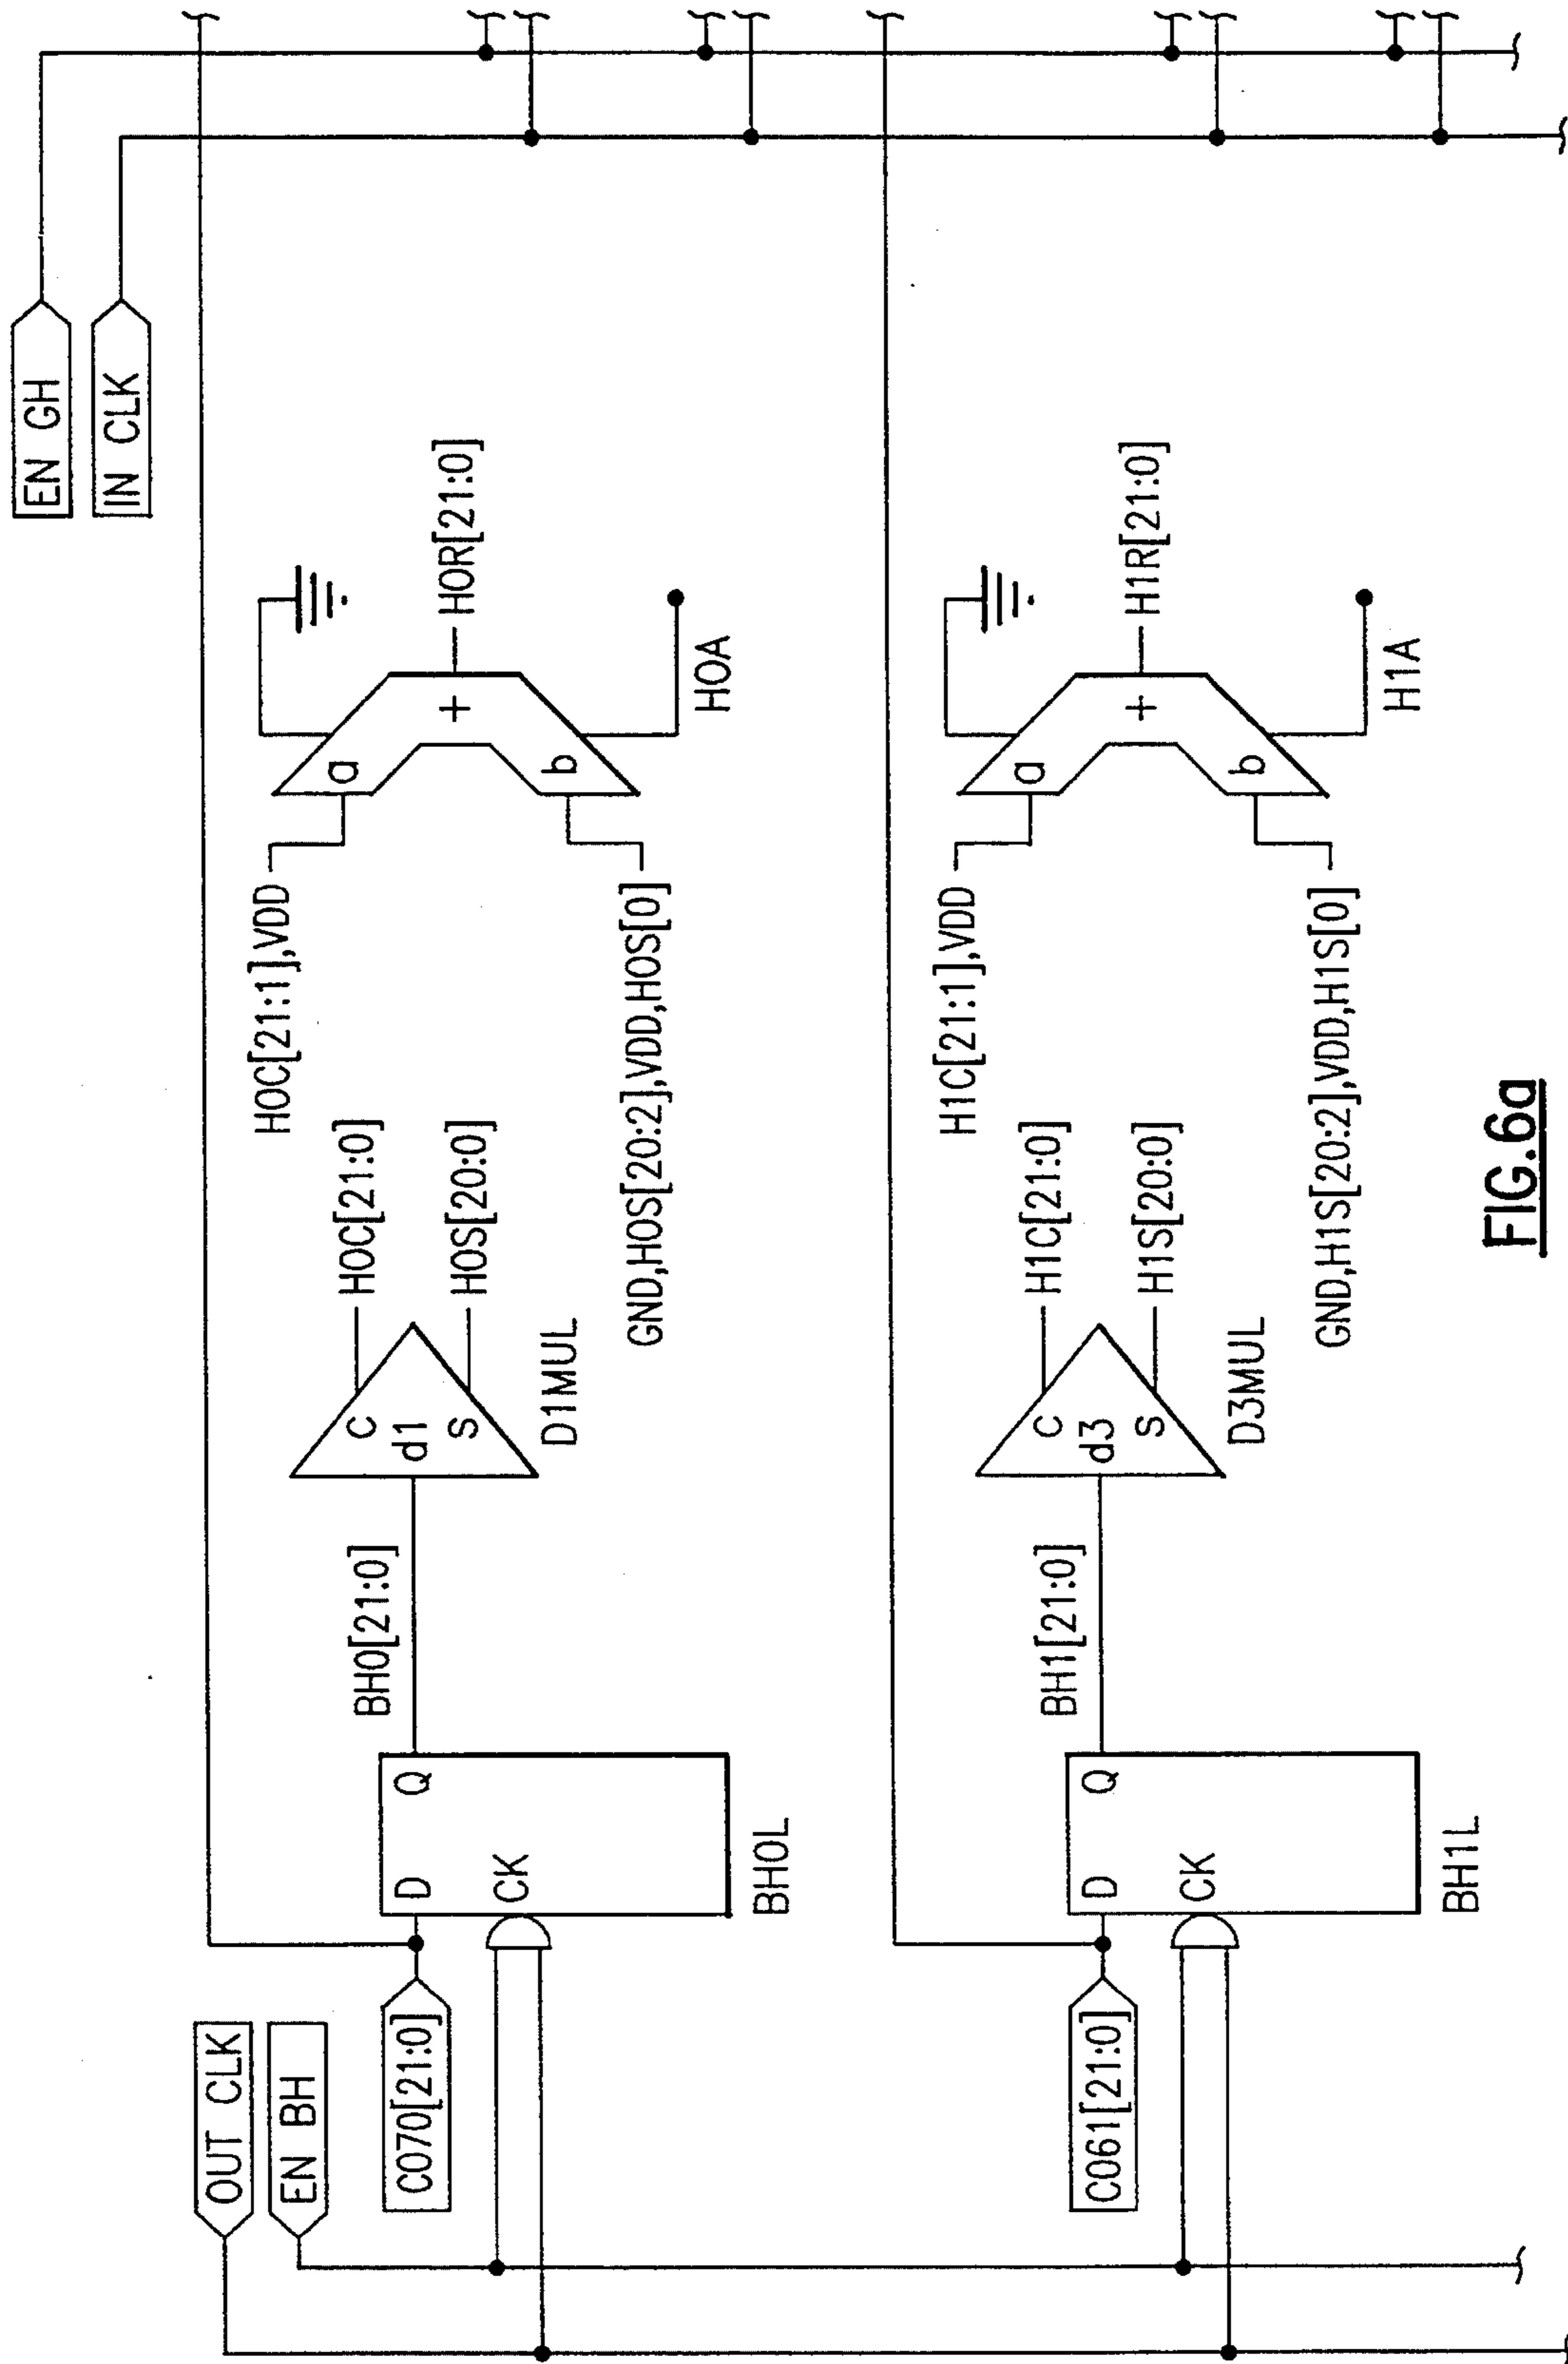 EN GH
IN CLK
OUT CLK
EN BH
CO70[21:0]
D
Q
CK
BH0L
BH0[21:0]
C
d1
S
D1MUL
HOC[21:0]
HOS[20:0]
HOC[21:1],VDD
GND,HOS[20:2],VDD,HOS[0]
a
b
+
HOR[21:0]
HOA
CO61[21:0]
D
Q
CK
BH1L
BH1[21:0]
C
d3
S
D3MUL
H1C[21:0]
H1S[20:0]
H1C[21:1],VDD
GND,H1S[20:2],VDD,H1S[0]
a
b
+
H1R[21:0]
H1A
FIG.6a